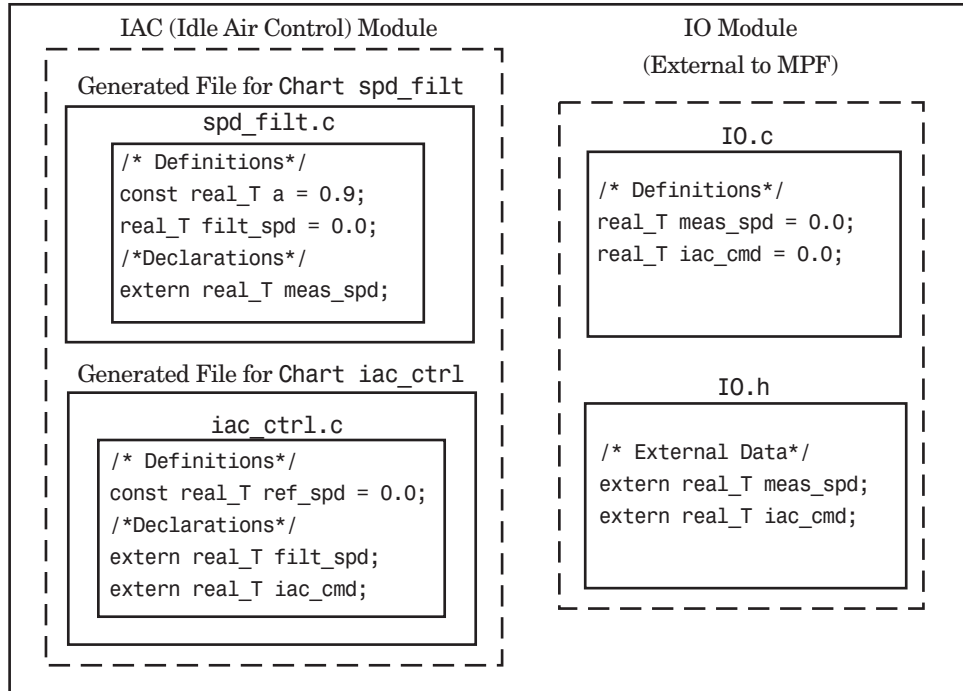 IAC (Idle Air Control) Module
Generated File for Chart spd_filt
spd_filt.c
/* Definitions*/
const real_T a = 0.9;
real_T filt_spd = 0.0;
/*Declarations*/
extern real_T meas_spd;
Generated File for Chart iac_ctrl
iac_ctrl.c
/* Definitions*/
const real_T ref_spd = 0.0;
/*Declarations*/
extern real_T filt_spd;
extern real_T iac_cmd;
IO Module
(External to MPF)
IO.c
/* Definitions*/
real_T meas_spd = 0.0;
real_T iac_cmd = 0.0;
IO.h
/* External Data*/
extern real_T meas_spd;
extern real_T iac_cmd;